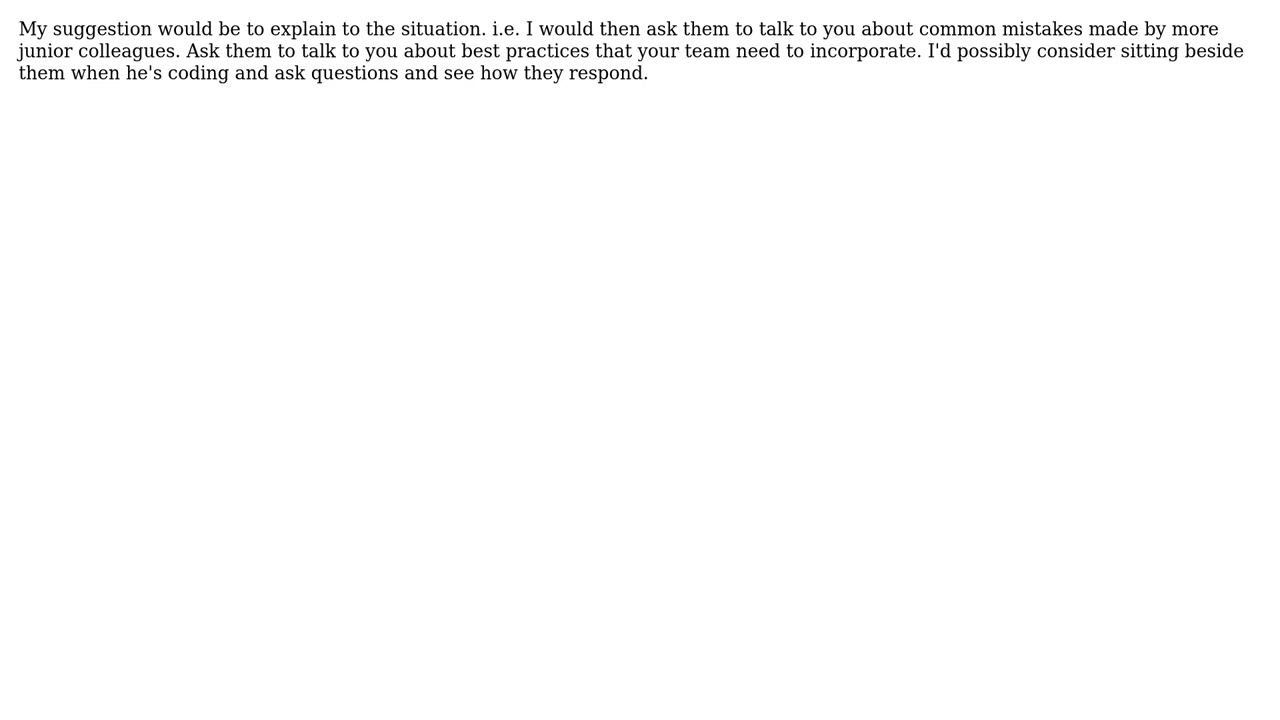 My suggestion would be to explain to the situation. i.e. I would then ask them to talk to you about common mistakes made by more
junior colleagues. Ask them to talk to you about best practices that your team need to incorporate. I'd possibly consider sitting beside
them when he's coding and ask questions and see how they respond.